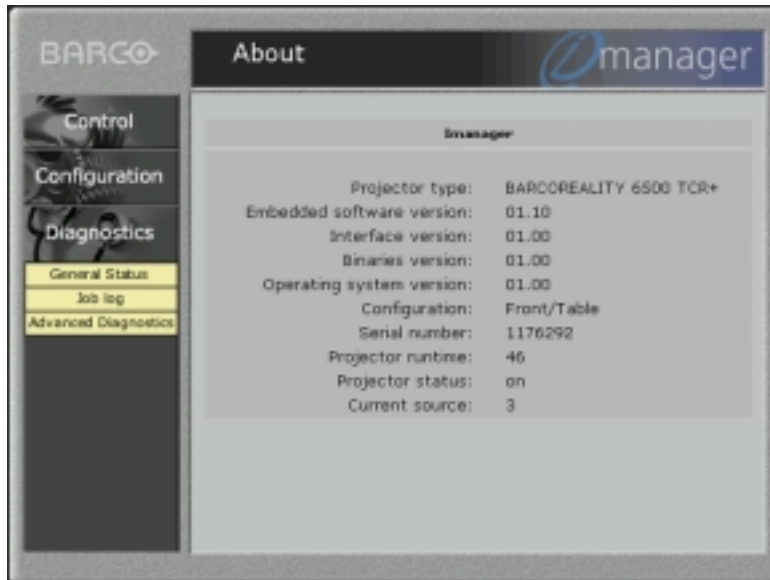 BARCO
About
imanager
Control
Configuration
Diagnostics
General Status
Job log
Advanced Diagnostics
Imanager
Projector type: BARCOREALITY 6500 TCR+
Embedded software version: 01.10
Interface version: 01.00
Binaries version: 01.00
Operating system version: 01.00
Configuration: Front/Table
Serial number: 1176292
Projector runtime: 46
Projector status: on
Current source: 3